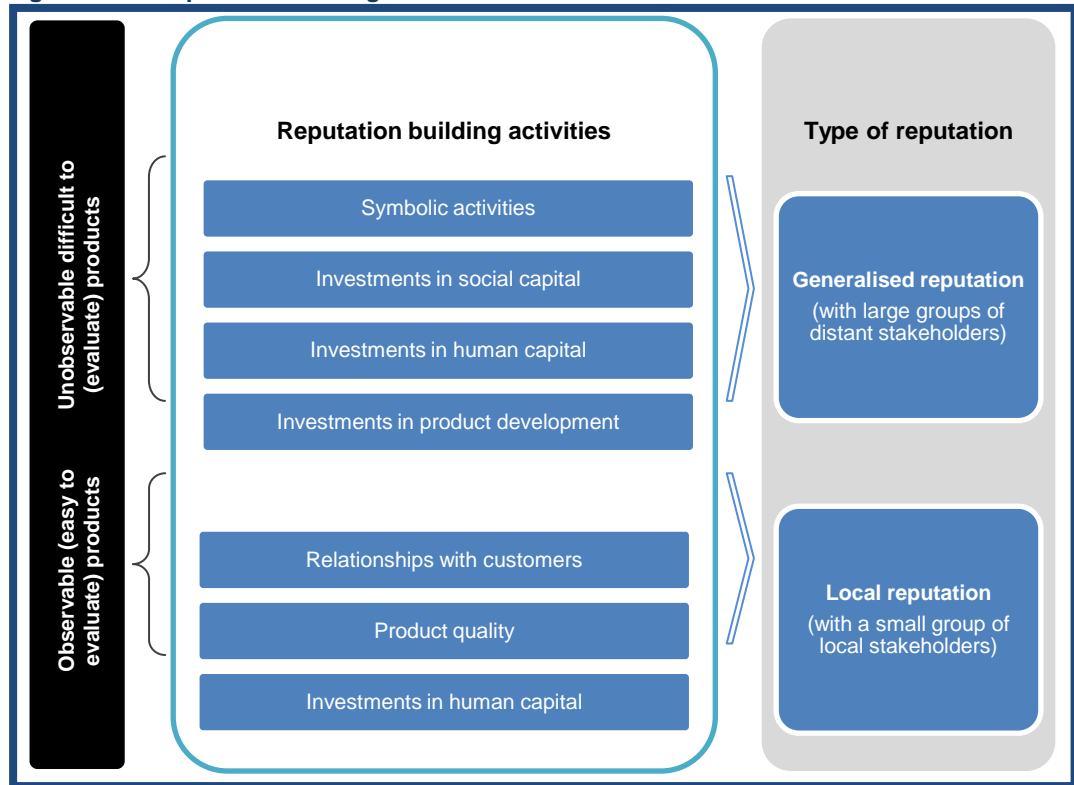 Unobservable difficult to
(evaluate) products
Observable (easy to
evaluate) products
Reputation building activities
Symbolic activities
Investments in social capital
Investments in human capital
Investments in product development
Relationships with customers
Product quality
Investments in human capital
Type of reputation
Generalised reputation
(with large groups of
distant stakeholders)
Local reputation
(with a small group of
local stakeholders)